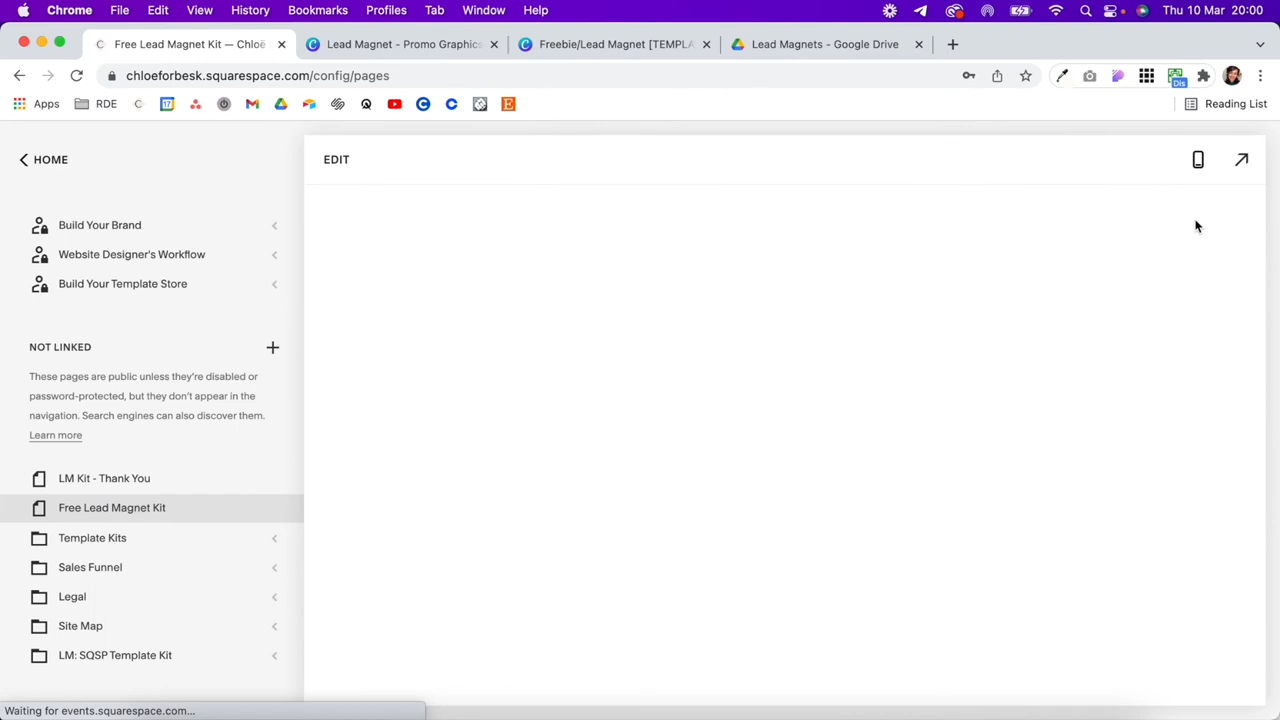 Chrome File Edit View History Bookmarks Profiles Tab Window Help Thu 10 Mar 20:00
Free Lead Magnet Kit — Chloë Lead Magnet - Promo Graphics Freebie/Lead Magnet [TEMPLA Lead Magnets - Google Drive
chloeforbesk.squarespace.com/config/pages
Dis
Apps RDE Reading List
17
HOME
EDIT
Build Your Brand
Website Designer's Workflow
Build Your Template Store
NOT LINKED
These pages are public unless they're disabled or
password-protected, but they don't appear in the
navigation. Search engines can also discover them.
Learn more
LM Kit - Thank You
Free Lead Magnet Kit
Template Kits
Sales Funnel
Legal
Site Map
LM: SQSP Template Kit
Waiting for events.squarespace.com...